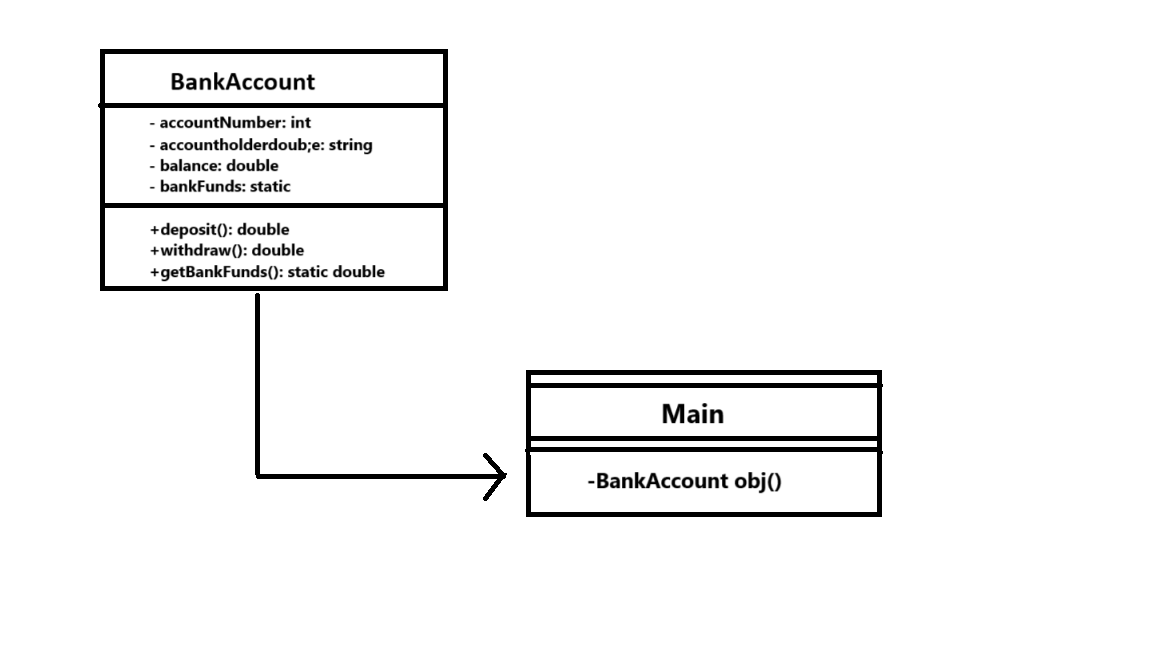 BankAccount
- accountNumber: int
- accountholderdoub;e: string
- balance: double
- bankFunds: static
+deposit(): double
+withdraw(): double
+getBankFunds(): static double
Main
-BankAccount obj()